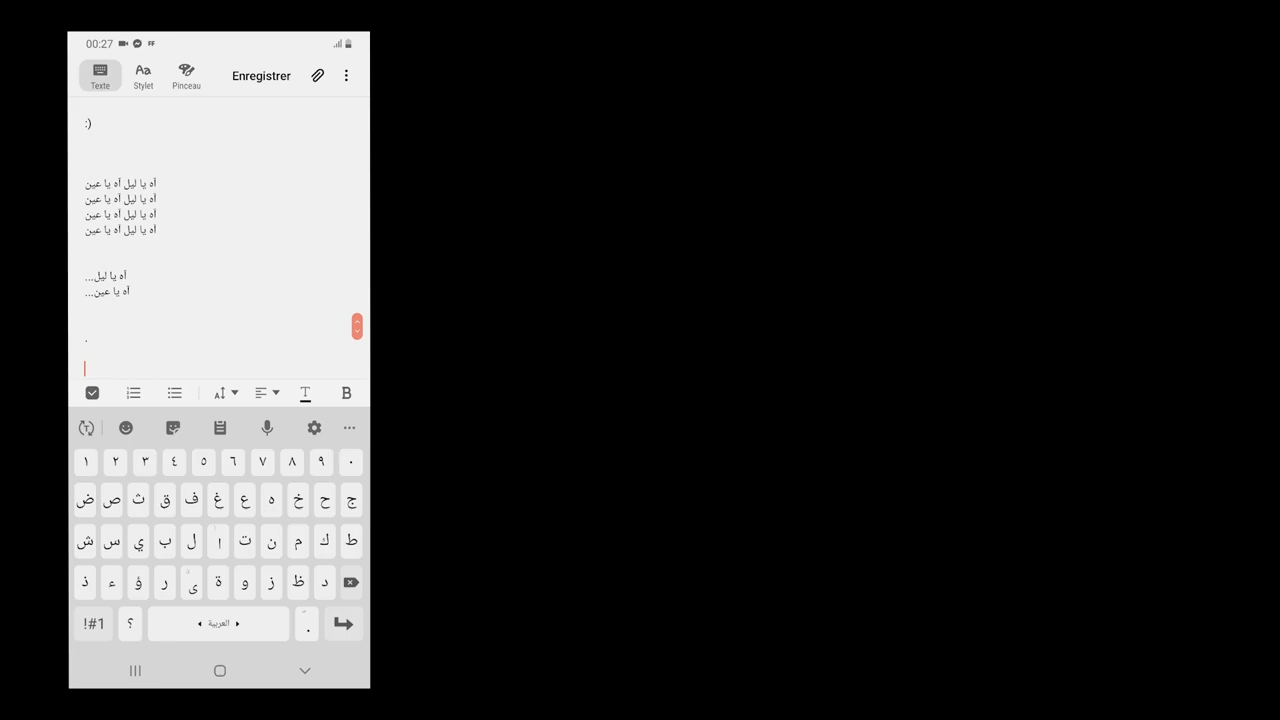 00:27 FF
Texte Aa Stylet Pinceau Enregistrer
:)
آه يا ليل آه يا عين
آه يا ليل آه يا عين
آه يا ليل آه يا عين
آه يا ليل آه يا عين
آه يا ليل...
آه يا عين...
.
A T B
T
١ ٢ ٣ ٤ ٥ ٦ ٧ ٨ ٩ ٠
ض ص ث ق ف غ ع ه خ ح ج
ش س ي ب ل ا ت ن م ك ط
ذ ء ؤ ر ى ة و ز ظ د
!#1 ؟ العربية .